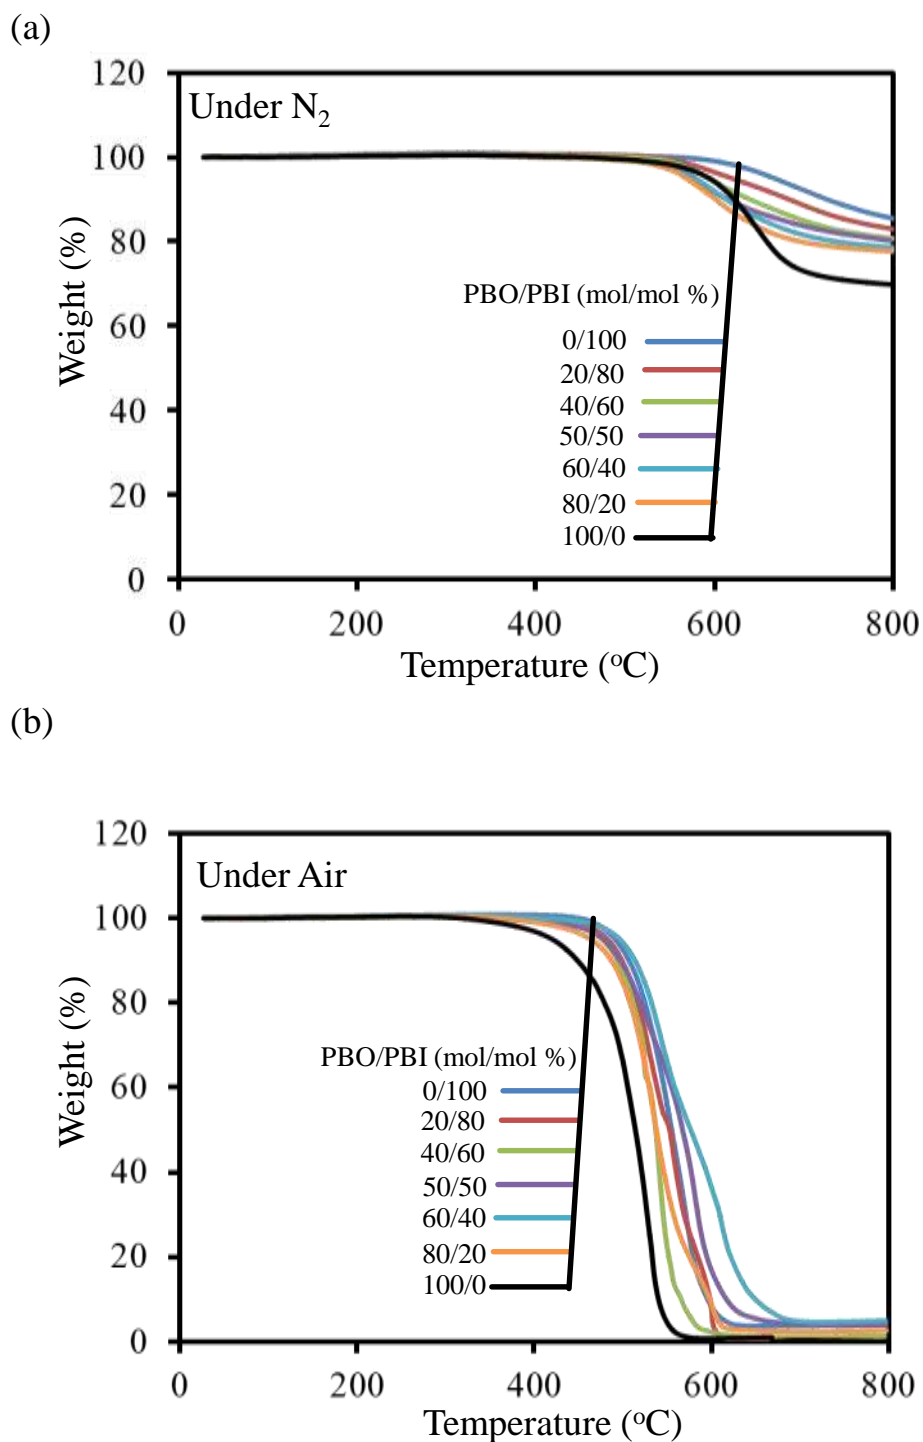 (a)
120
100
80
60
40
20
0
Weight (%)
Under N₂
PBO/PBI (mol/mol %)
0/100
20/80
40/60
50/50
60/40
80/20
100/0
0 200 400 600 800
Temperature (ᵒC)
(b)
120
100
80
60
40
20
0
Weight (%)
Under Air
PBO/PBI (mol/mol %)
0/100
20/80
40/60
50/50
60/40
80/20
100/0
0 200 400 600 800
Temperature (ᵒC)